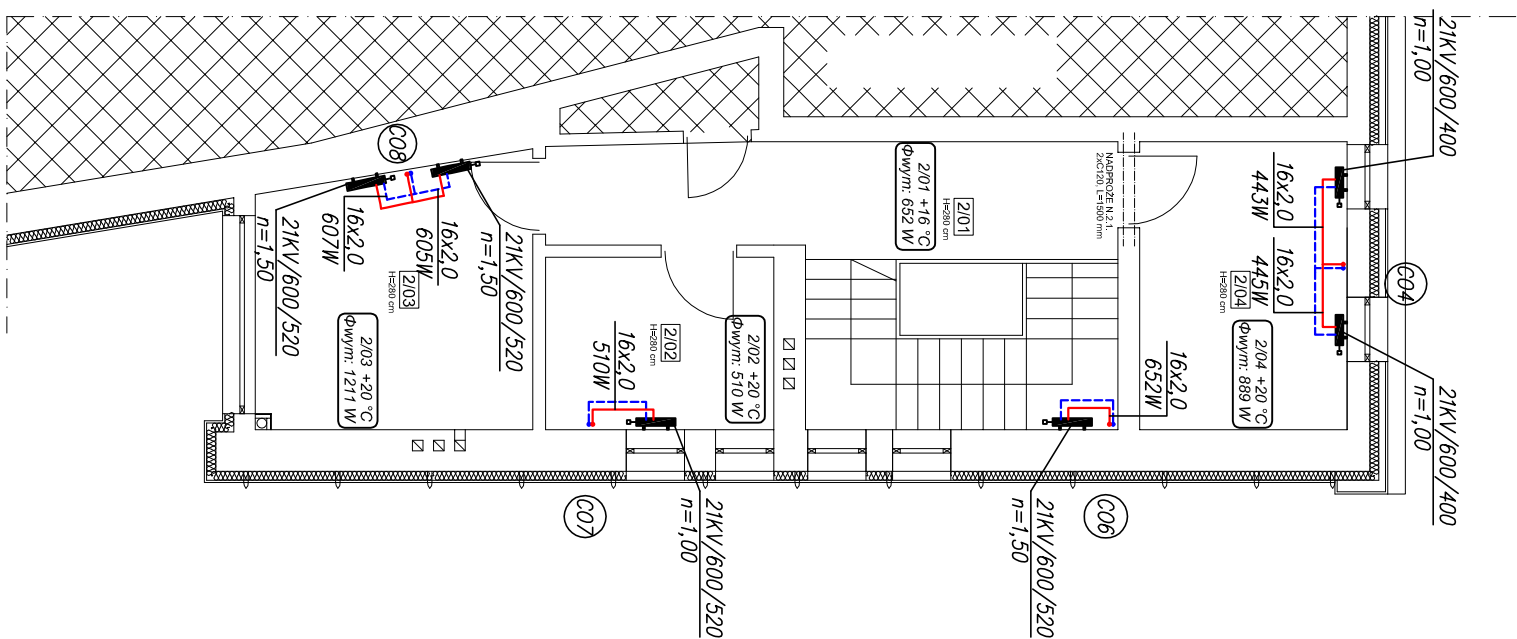 21KV/600/400
n=1,00
16x2,0
443W
16x2,0
445W
C04
21KV/600/400
n=1,00
2/04
H=280 cm
2/04 +20 °C
Φwym: 889 W
NADPROŻE N.2.1.
2xC120, L=1500 mm
2/01
H=280 cm
2/01 +16 °C
Φwym: 652 W
16x2,0
652W
C06
21KV/600/520
n=1,50
2/02 +20 °C
Φwym: 510 W
2/02
H=280 cm
16x2,0
510W
21KV/600/520
n=1,00
C07
C08
21KV/600/520
n=1,50
16x2,0
605W
16x2,0
607W
2/03
H=280 cm
2/03 +20 °C
Φwym: 1211 W
21KV/600/520
n=1,50